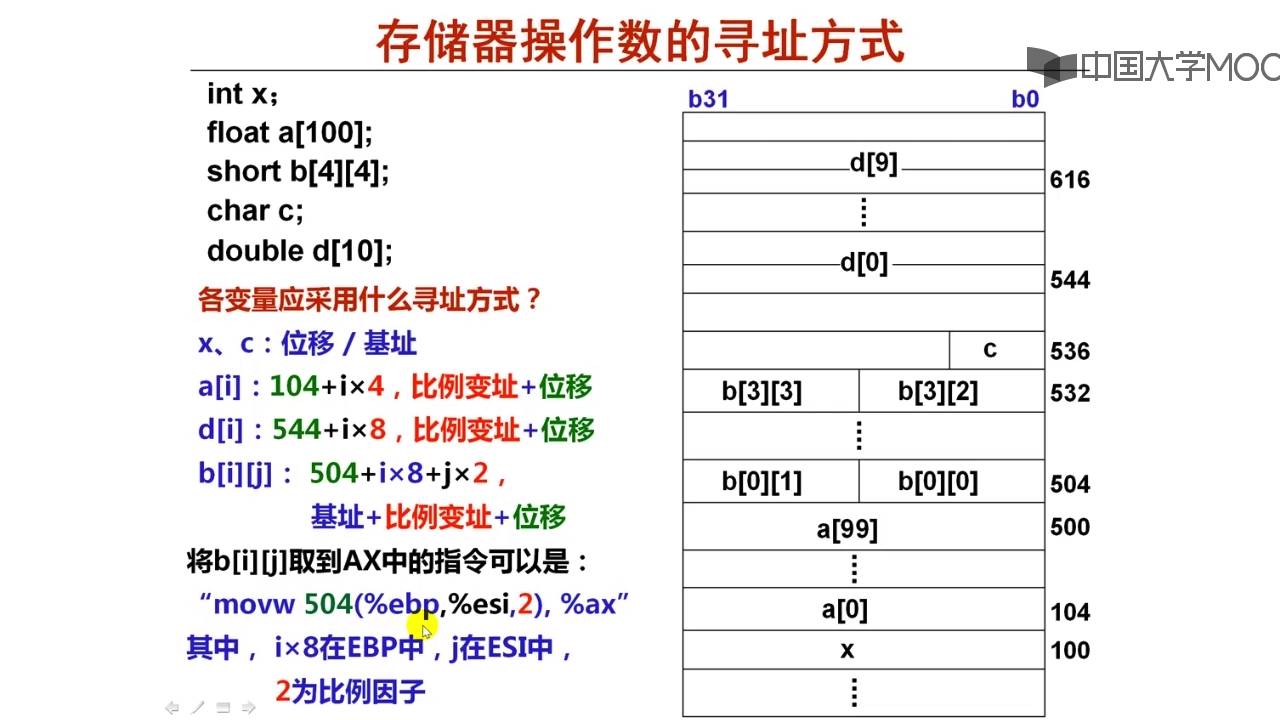 存储器操作数的寻址方式
中国大学MOC
int x；
float a[100];
short b[4][4];
char c;
double d[10];
各变量应采用什么寻址方式？
x、c：位移 / 基址
a[i]：104+i×4，比例变址+位移
d[i]：544+i×8，比例变址+位移
b[i][j]： 504+i×8+j×2，
基址+比例变址+位移
将b[i][j]取到AX中的指令可以是：
“movw 504(%ebp,%esi,2), %ax”
其中， i×8在EBP中，j在ESI中，
2为比例因子
b31 b0
d[9] 616
d[0] 544
c 536
b[3][3] b[3][2] 532
b[0][1] b[0][0] 504
a[99] 500
a[0] 104
x 100